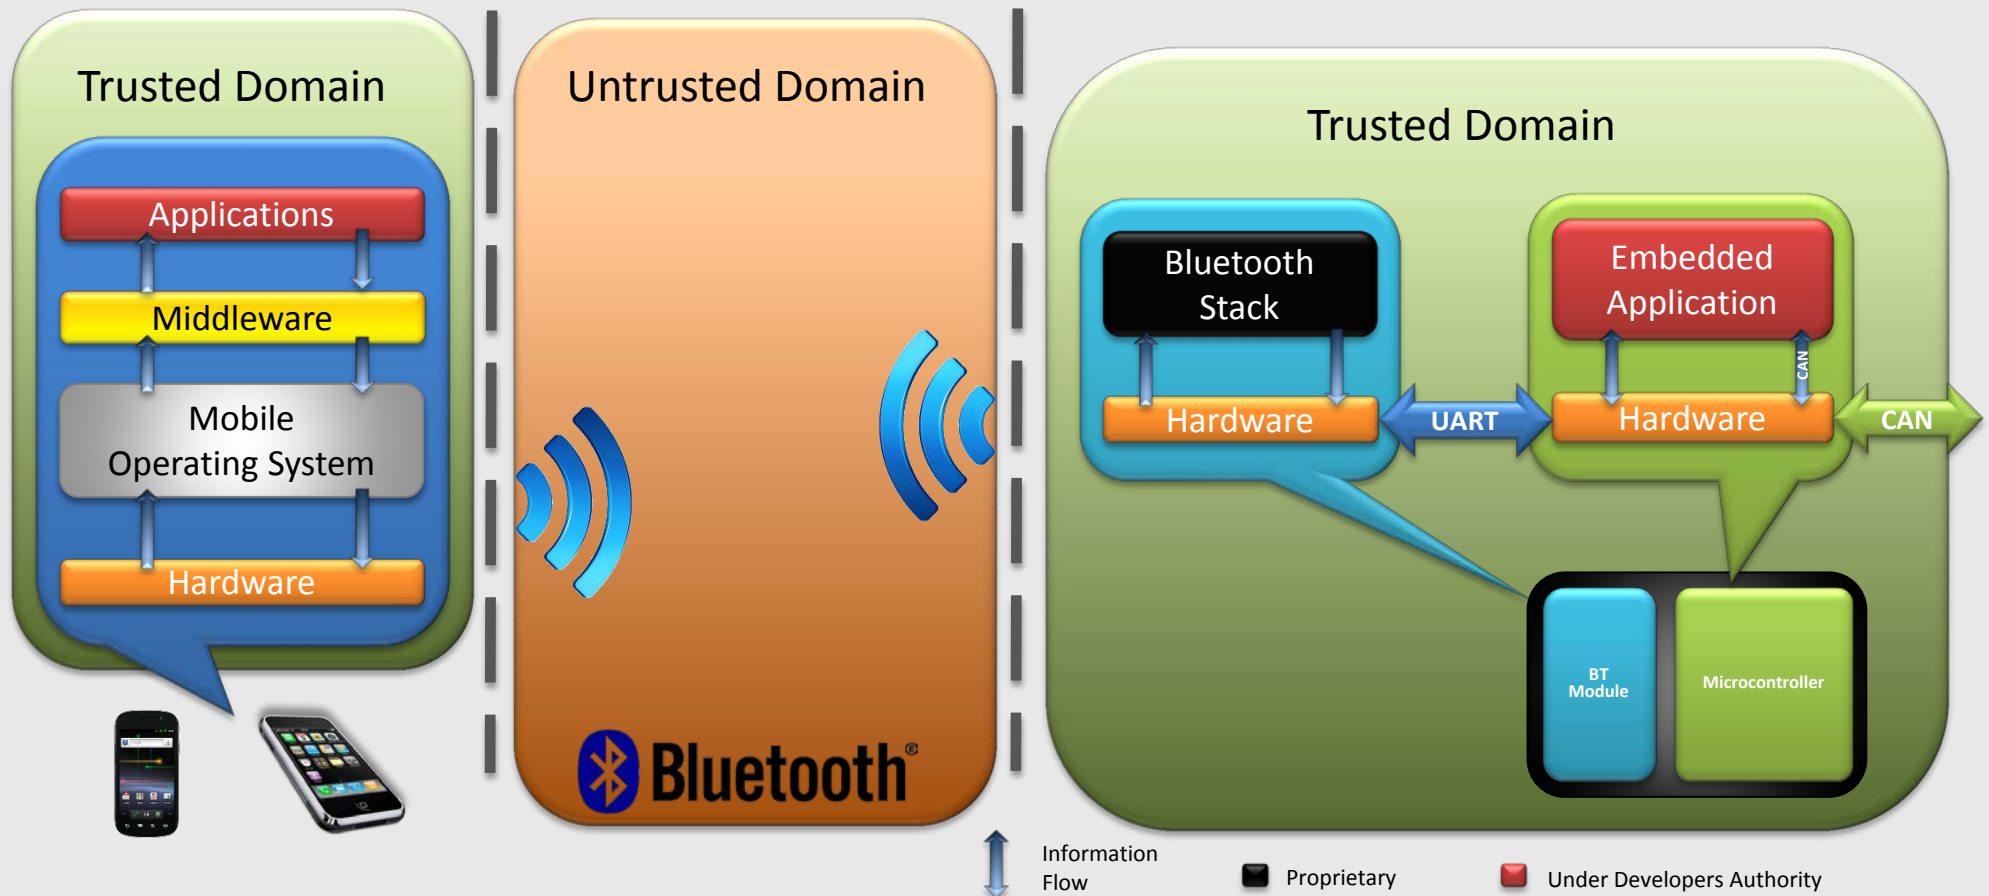 Trusted Domain
Applications
Middleware
Mobile
Operating System
Hardware
Untrusted Domain
Bluetooth®
Trusted Domain
Bluetooth
Stack
Hardware
UART
Embedded
Application
CAN
Hardware
CAN
BT
Module
Microcontroller
Information
Flow
Proprietary
Under Developers Authority